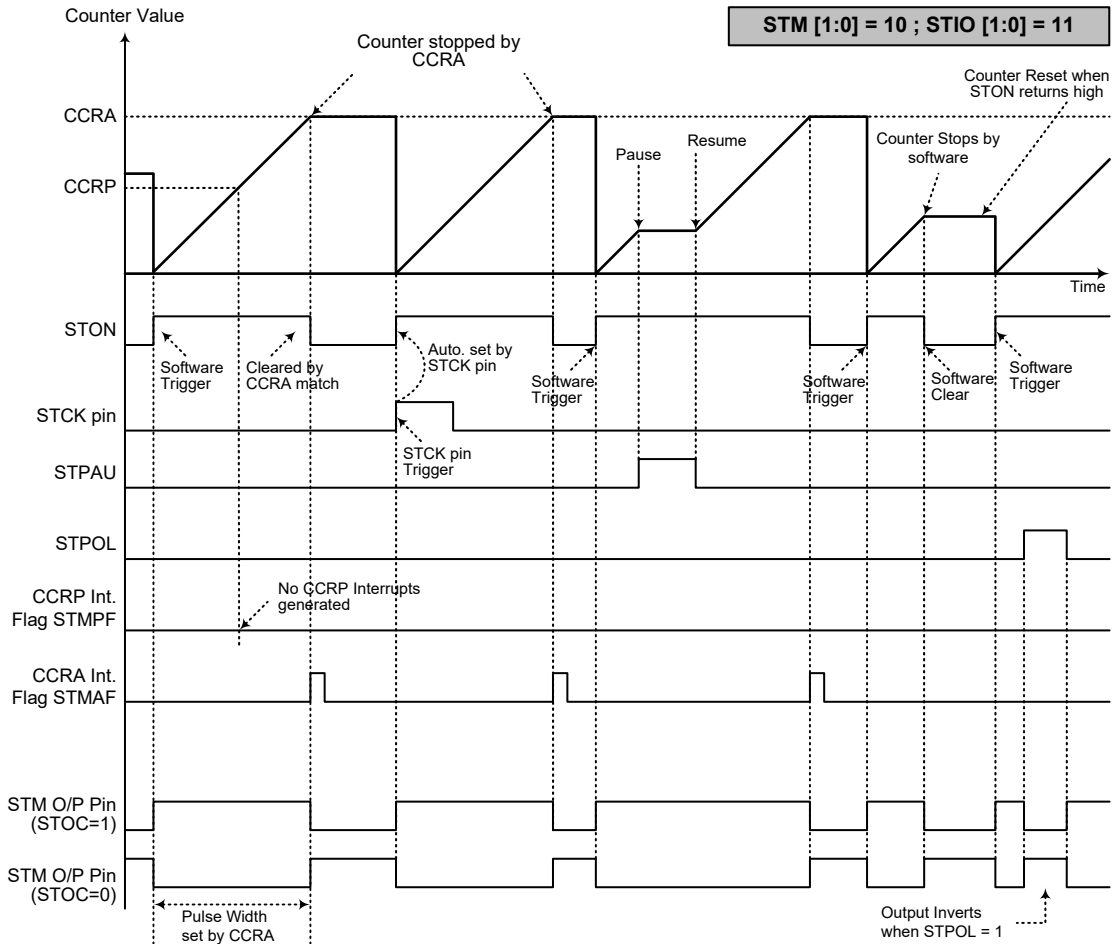 Counter Value
STM [1:0] = 10 ; STIO [1:0] = 11
Counter stopped by
CCRA
Counter Reset when
STON returns high
CCRA
Pause
Resume
Counter Stops by
software
CCRP
Time
STON
Software
Trigger
Cleared by
CCRA match
Auto. set by
STCK pin
Software
Trigger
Software
Trigger
Software
Clear
Software
Trigger
STCK pin
STCK pin
Trigger
STPAU
STPOL
CCRP Int.
Flag STMPF
No CCRP Interrupts
generated
CCRA Int.
Flag STMAF
STM O/P Pin
(STOC=1)
STM O/P Pin
(STOC=0)
Pulse Width
set by CCRA
Output Inverts
when STPOL = 1